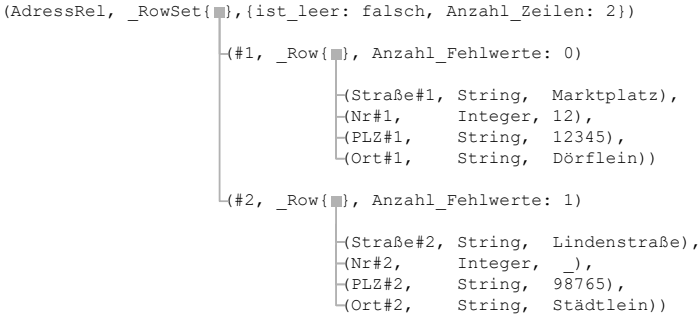 (AdressRel, _RowSet{ },{ist_leer: falsch, Anzahl_Zeilen: 2})
(#1, _Row{ }, Anzahl_Fehlwerte: 0)
(Straße#1, String, Marktplatz),
(Nr#1, Integer, 12),
(PLZ#1, String, 12345),
(Ort#1, String, Dörflein))
(#2, _Row{ }, Anzahl_Fehlwerte: 1)
(Straße#2, String, Lindenstraße),
(Nr#2, Integer, _),
(PLZ#2, String, 98765),
(Ort#2, String, Städtlein))